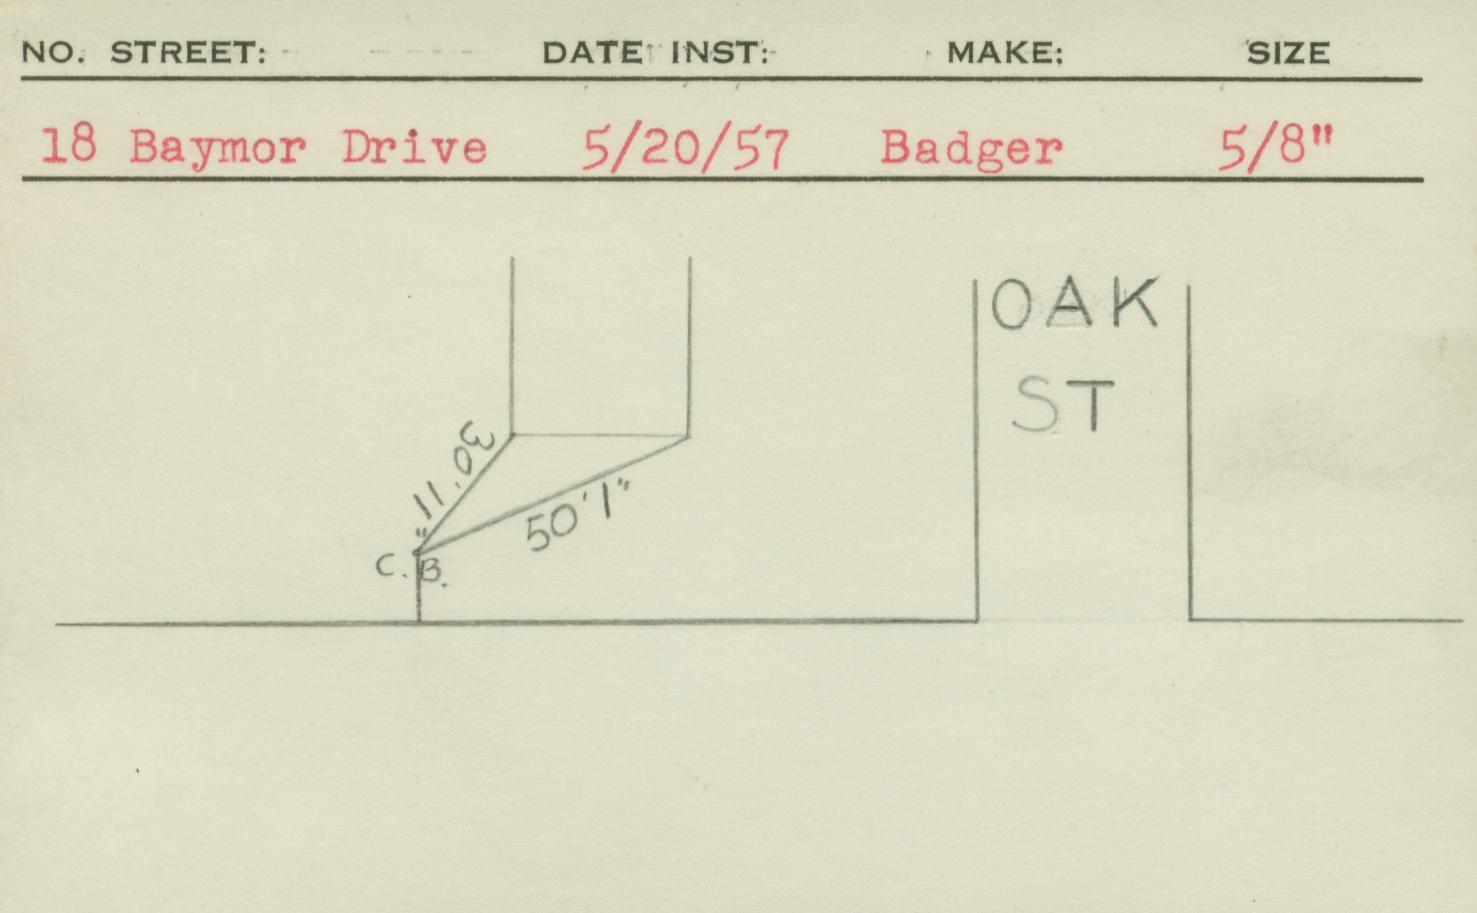 NO. STREET: DATE INST: MAKE: SIZE
18 Baymor Drive 5/20/57 Badger 5/8"
OAK
ST
30'11"
50'1"
C.B.